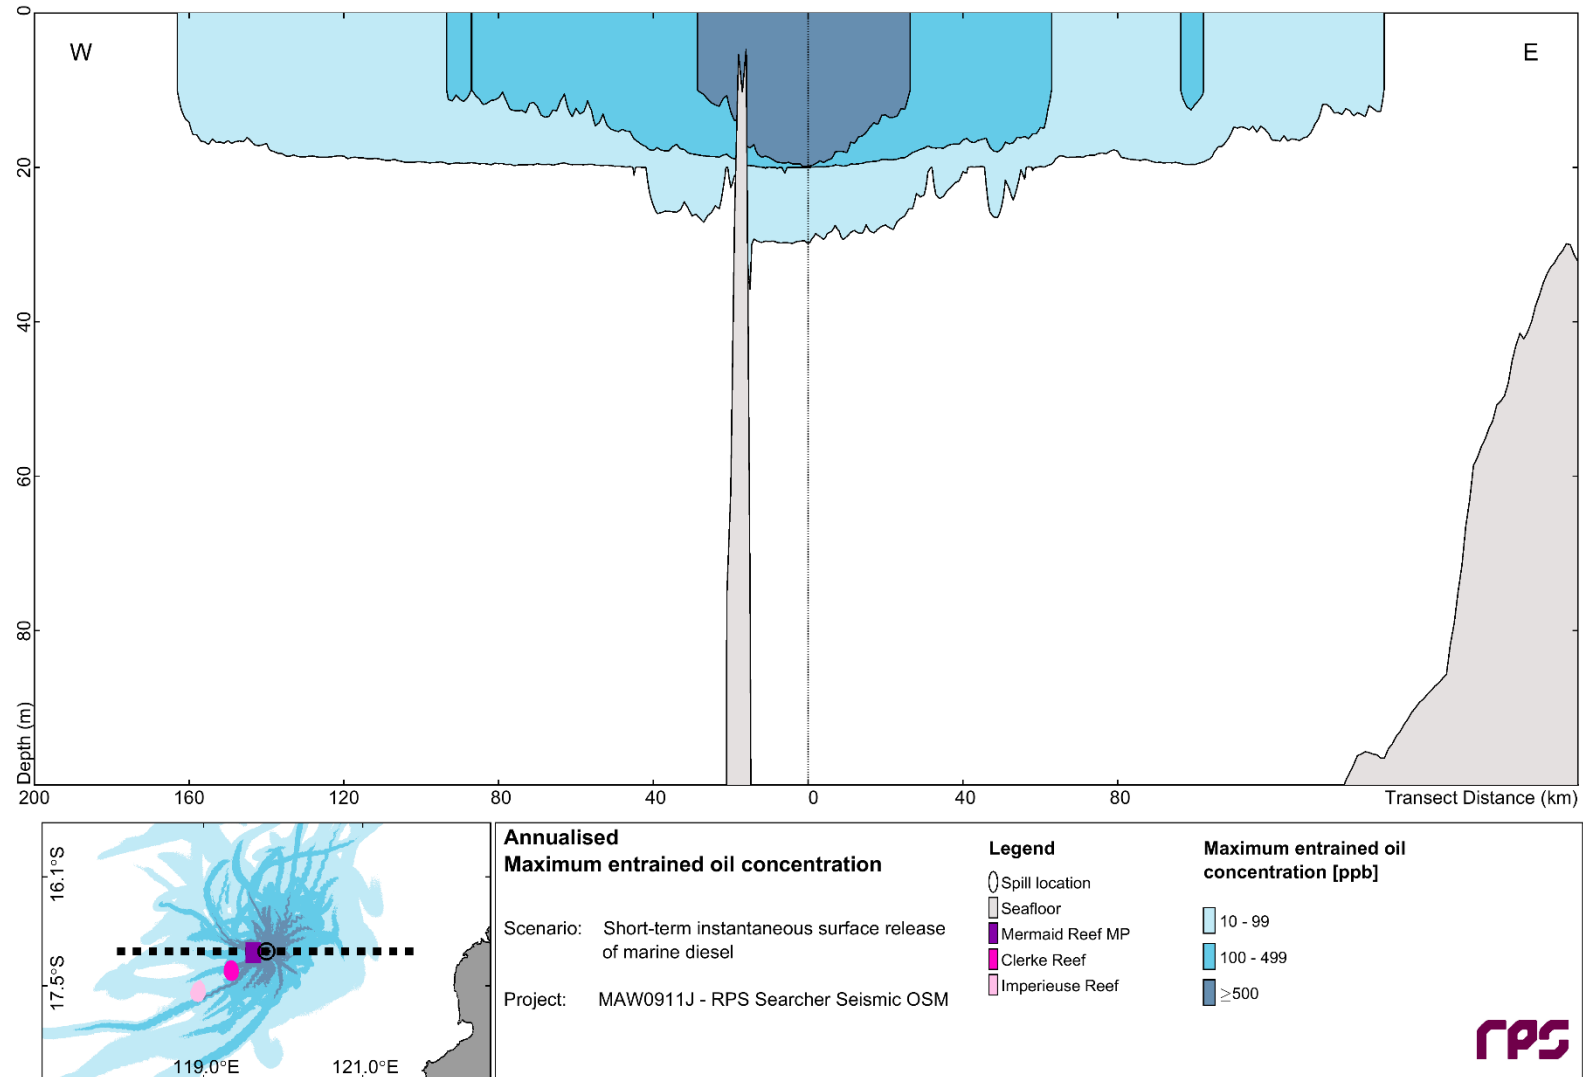 W
E
0
20
40
60
80
Depth (m)
200
160
120
80
40
0
40
80
Transect Distance (km)
16.1°S
17.5°S
119.0°E
121.0°E
Annualised
Maximum entrained oil concentration
Scenario: Short-term instantaneous surface release
of marine diesel
Project: MAW0911J - RPS Searcher Seismic OSM
Legend
Spill location
Seafloor
Mermaid Reef MP
Clerke Reef
Imperieuse Reef
Maximum entrained oil
concentration [ppb]
10 - 99
100 - 499
≥500
rps